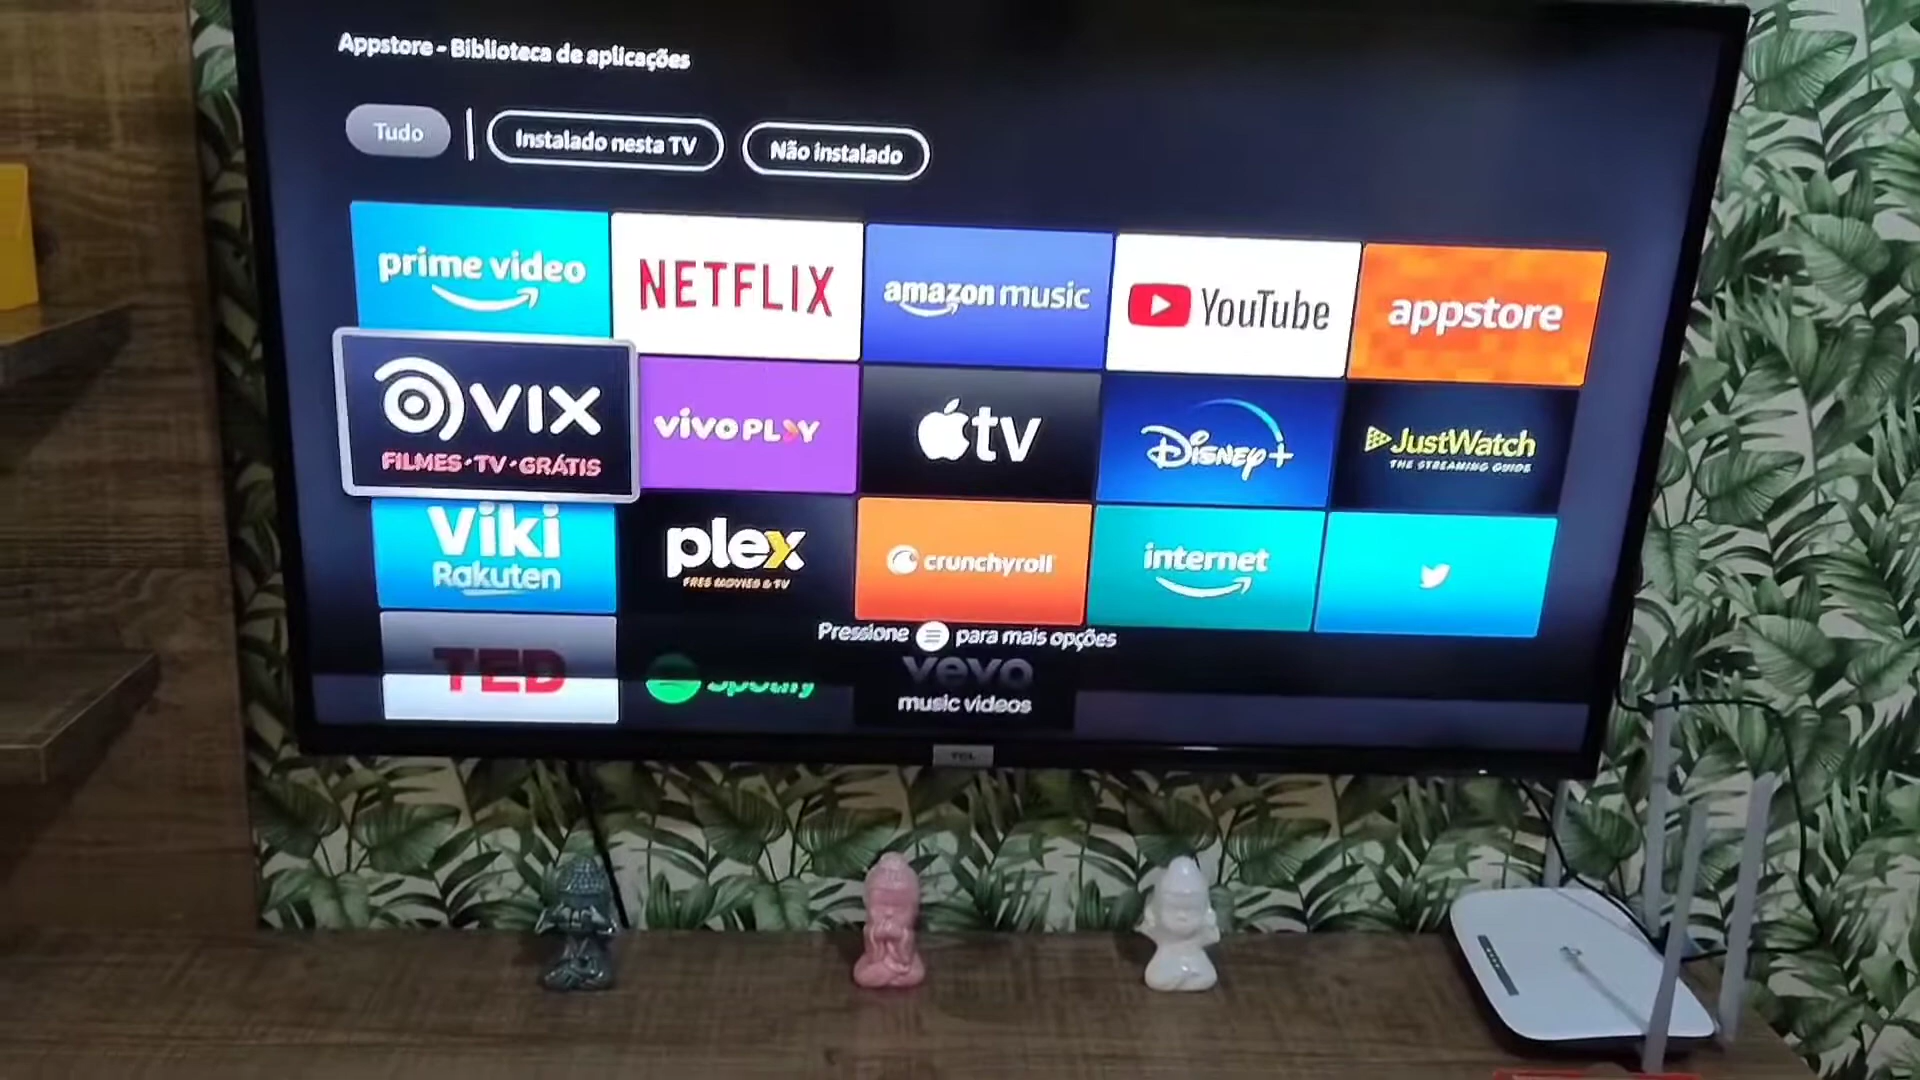 Appstore - Biblioteca de aplicações
Tudo
Instalado nesta TV
Não instalado
prime video
NETFLIX
amazon music
YouTube
appstore
VIX
FILMES·TV·GRÁTIS
vivo PLAY
tv
Disney+
JustWatch
THE STREAMING GUIDE
Viki
Rakuten
plex
FREE MOVIES & TV
crunchyroll
internet
Pressione para mais opções
TED
Spotify
vevo
music videos
TCL